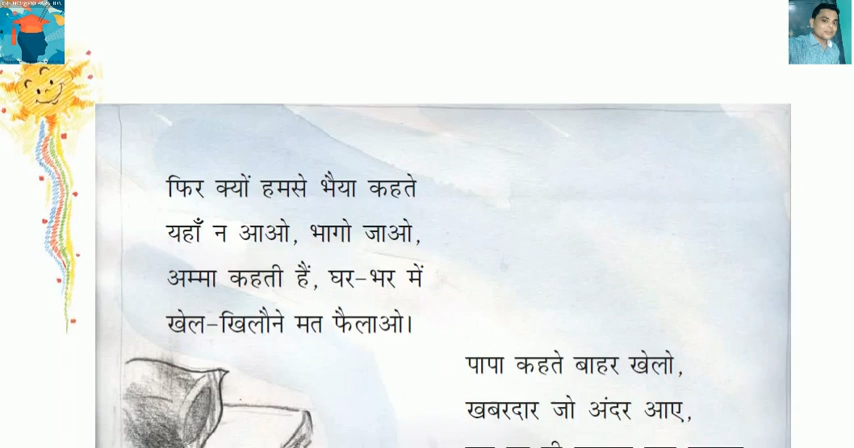 फिर क्यों हमसे भैया कहते
यहाँ न आओ, भागो जाओ,
अम्मा कहती हैं, घर-भर में
खेल-खिलौने मत फैलाओ।
पापा कहते बाहर खेलो,
खबरदार जो अंदर आए,